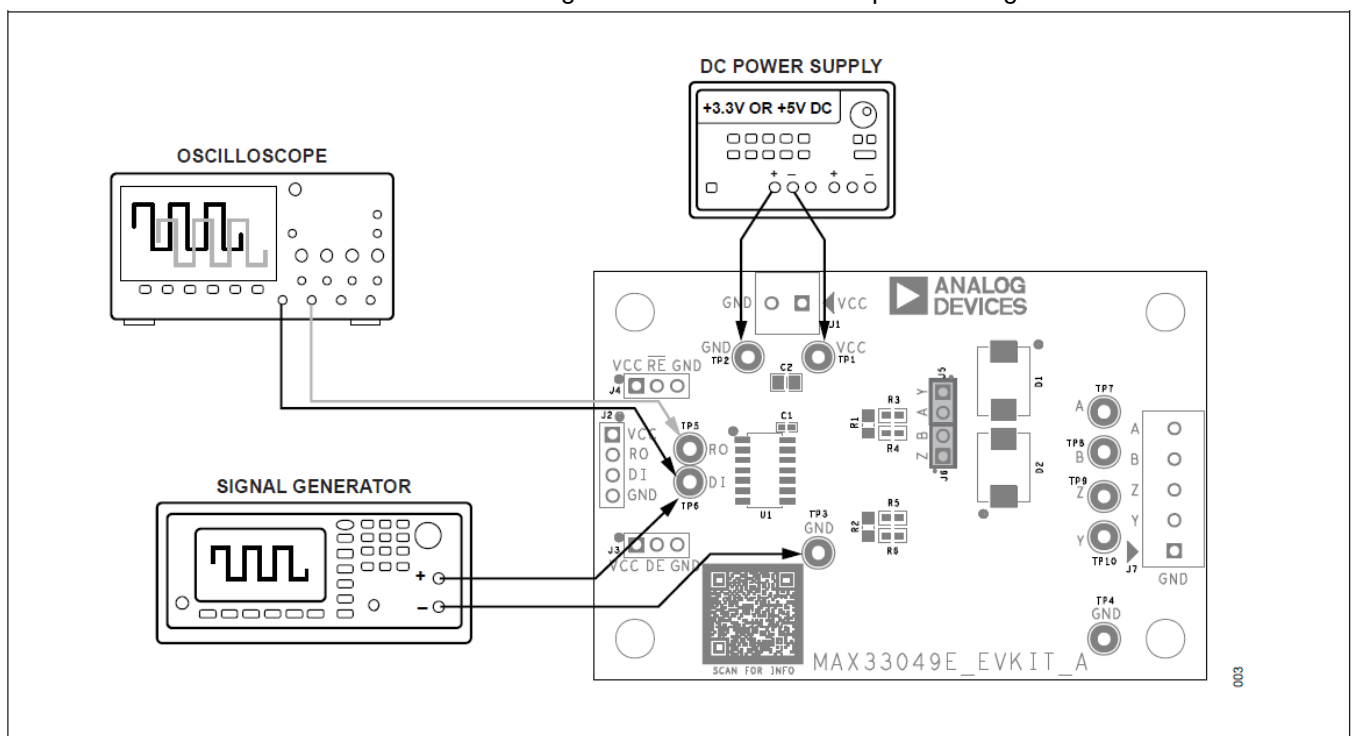 DC POWER SUPPLY
+3.3V OR +5V DC
+ − + −
OSCILLOSCOPE
ANALOG
DEVICES
GND VCC
J1
GND VCC
TP2 TP1
C2
VCC RE GND
J4
J2
VCC
RO
DI
GND
TP5
RO
DI
TP6
C1
U1
R1
R3
R4
J5
Y
A
B
Z
J6
D1
D2
TP7
A
TP8
B
TP9
Z
Y
TP10
A
B
Z
Y
J7
GND
SIGNAL GENERATOR
+
−
J3
VCC DE GND
TP3
GND
R2
R5
R6
TP4
GND
SCAN FOR INFO
MAX33049E_EVKIT_A
003